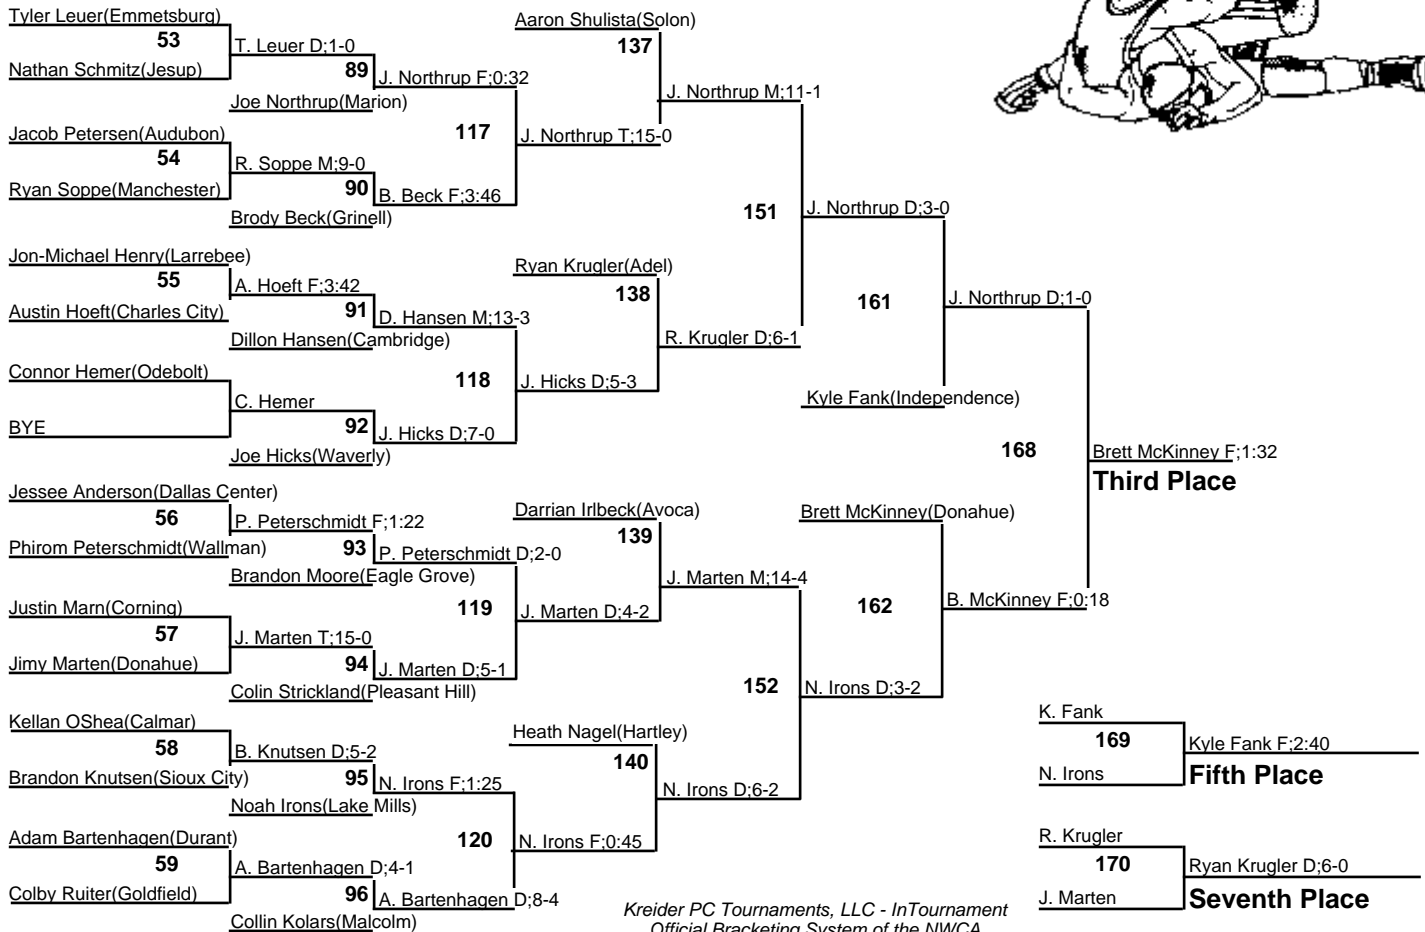 Tyler Leuer(Emmetsburg)
53
Nathan Schmitz(Jesup)
T. Leuer D;1-0
89
Joe Northrup(Marion)
J. Northrup F;0:32
Jacob Petersen(Audubon)
54
Ryan Soppe(Manchester)
R. Soppe M;9-0
90
Brody Beck(Grinell)
B. Beck F;3:46
117
J. Northrup T;15-0
Aaron Shulista(Solon)
137
J. Northrup M;11-1
Jon-Michael Henry(Larrebee)
55
Austin Hoeft(Charles City)
A. Hoeft F;3:42
91
Dillon Hansen(Cambridge)
D. Hansen M;13-3
Connor Hemer(Odebolt)
BYE
C. Hemer
92
Joe Hicks(Waverly)
J. Hicks D;7-0
118
J. Hicks D;5-3
Ryan Krugler(Adel)
138
R. Krugler D;6-1
151
J. Northrup D;3-0
161
Kyle Fank(Independence)
J. Northrup D;1-0
Jessee Anderson(Dallas Center)
56
Phirom Peterschmidt(Wallman)
P. Peterschmidt F;1:22
93
Brandon Moore(Eagle Grove)
P. Peterschmidt D;2-0
Justin Marn(Corning)
57
Jimy Marten(Donahue)
J. Marten T;15-0
94
Colin Strickland(Pleasant Hill)
J. Marten D;5-1
119
J. Marten D;4-2
Darrian Irlbeck(Avoca)
139
J. Marten M;14-4
Kellan OShea(Calmar)
58
Brandon Knutsen(Sioux City)
B. Knutsen D;5-2
95
Noah Irons(Lake Mills)
N. Irons F;1:25
Adam Bartenhagen(Durant)
59
Colby Ruiter(Goldfield)
A. Bartenhagen D;4-1
96
Collin Kolars(Malcolm)
A. Bartenhagen D;8-4
120
N. Irons F;0:45
Heath Nagel(Hartley)
140
N. Irons D;6-2
152
N. Irons D;3-2
Brett McKinney(Donahue)
162
B. McKinney F;0:18
168
Brett McKinney F;1:32
Third Place
K. Fank
169
N. Irons
Kyle Fank F;2:40
Fifth Place
R. Krugler
170
J. Marten
Ryan Krugler D;6-0
Seventh Place
Kreider PC Tournaments, LLC - InTournament
Official Bracketing System of the NWCA